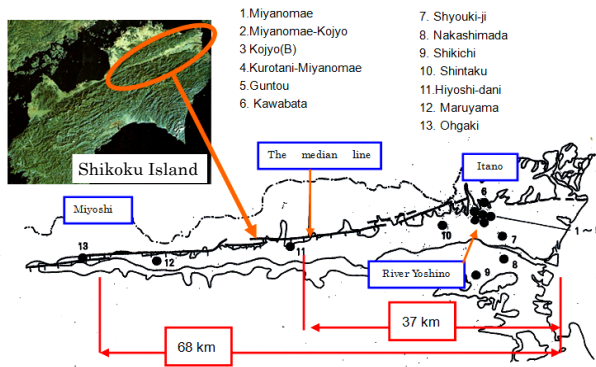 1.Miyanomae
2.Miyanomae-Kojyo
3 Kojyo(B)
4.Kurotani-Miyanomae
5.Guntou
6. Kawabata
7. Shyouki-ji
8. Nakashimada
9. Shikichi
10. Shintaku
11.Hiyoshi-dani
12. Maruyama
13. Ohgaki
Shikoku Island
The median line
Itano
Miyoshi
6
10
7
13
12
8
9
River Yoshino
37 km
68 km